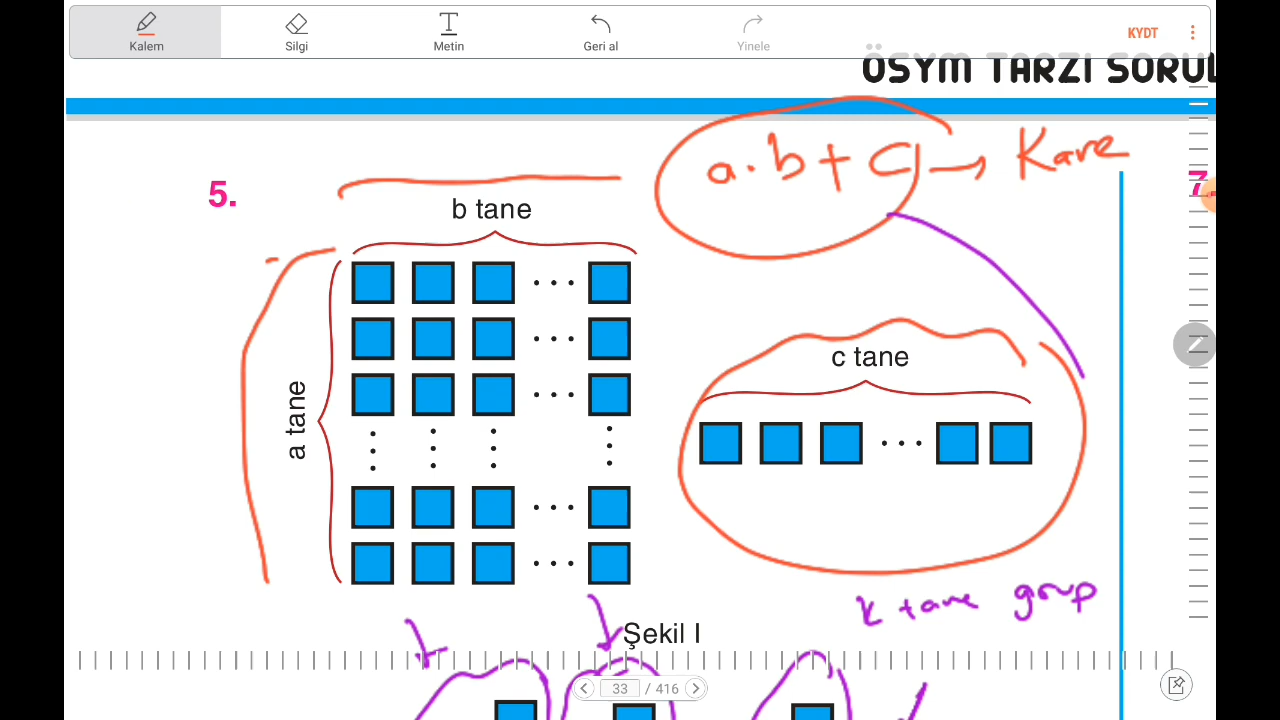 Kalem
Silgi
Metin
Geri al
Yinele
KYDT
ÖSYM TARZI SORUL
a.b+c → Kare
5.
7
b tane
a tane
c tane
k tane grup
Şekil I
33 / 416